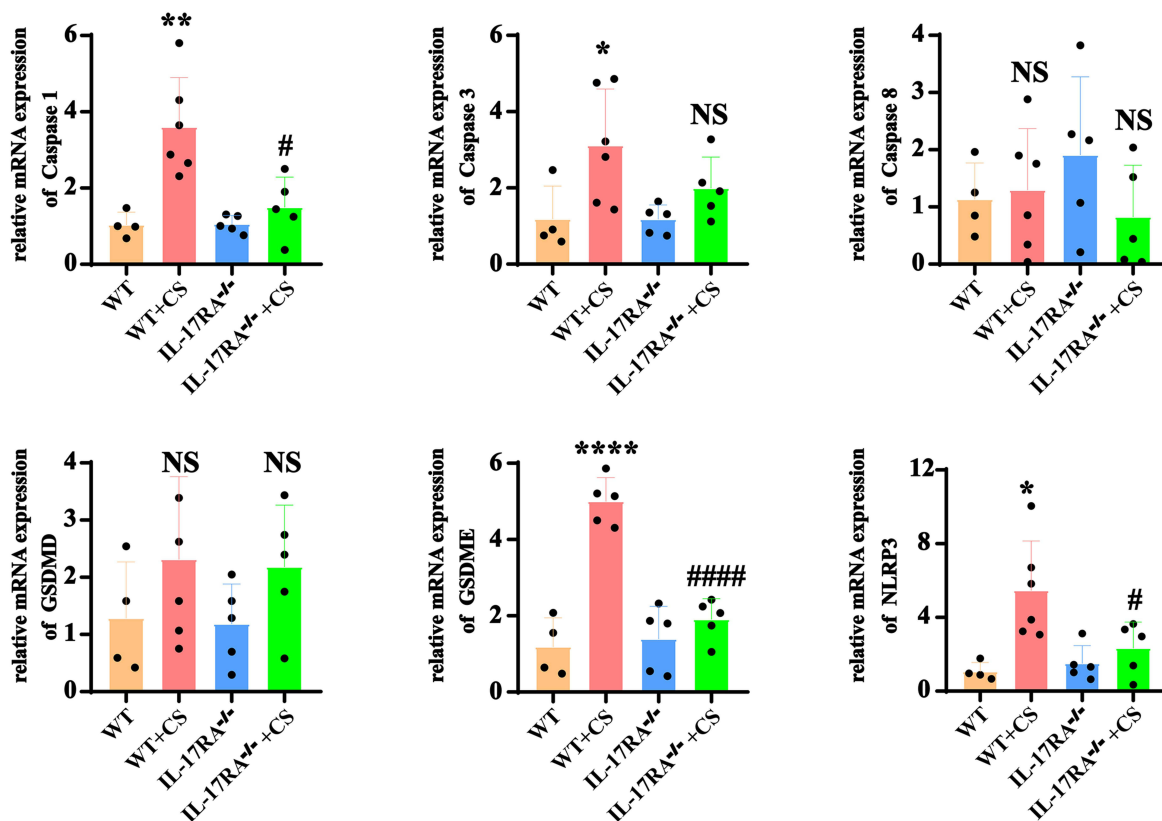 relative mRNA expression
of Caspase 1
6
4
2
0
**
#
WT
WT+CS
IL-17RA-/-
IL-17RA-/- +CS
relative mRNA expression
of Caspase 3
6
4
2
0
*
NS
WT
WT+CS
IL-17RA-/-
IL-17RA-/- +CS
relative mRNA expression
of Caspase 8
4
3
2
1
0
NS
NS
WT
WT+CS
IL-17RA-/-
IL-17RA-/- +CS
relative mRNA expression
of GSDMD
4
3
2
1
0
NS
NS
WT
WT+CS
IL-17RA-/-
IL-17RA-/- +CS
relative mRNA expression
of GSDME
6
4
2
0
****
####
WT
WT+CS
IL-17RA-/-
IL-17RA-/- +CS
relative mRNA expression
of NLRP3
12
8
4
0
*
#
WT
WT+CS
IL-17RA-/-
IL-17RA-/- +CS